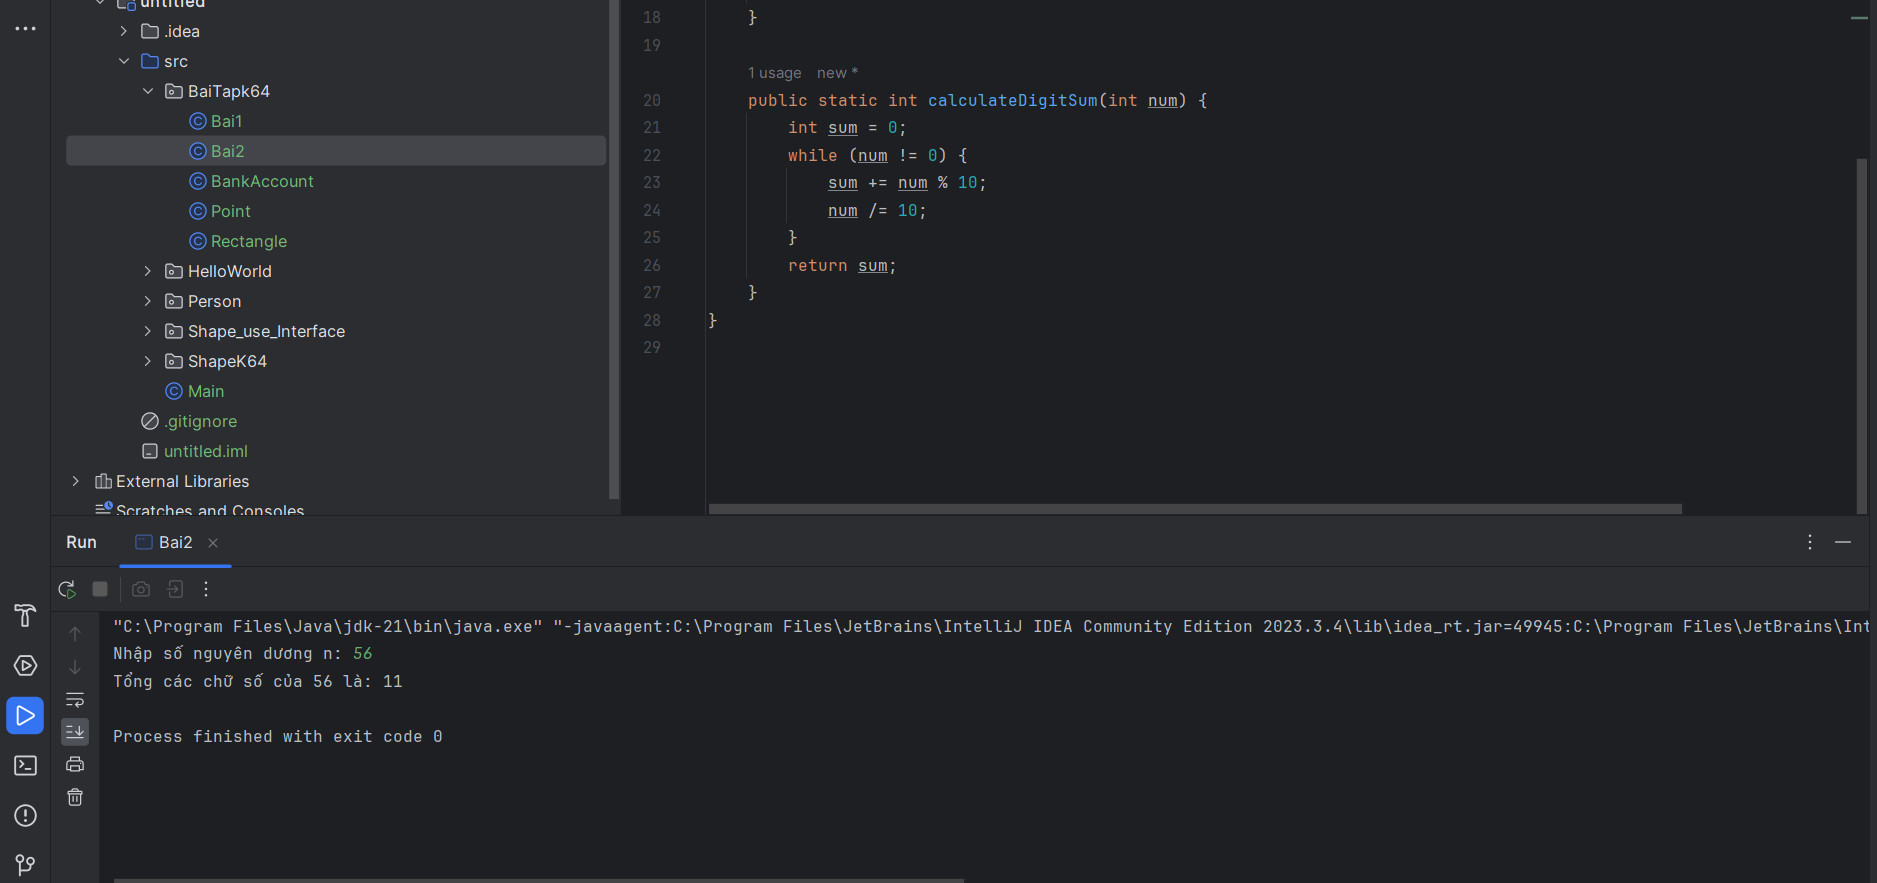 untitled
.idea
src
BaiTapk64
Bai1
Bai2
BankAccount
Point
Rectangle
HelloWorld
Person
Shape_use_Interface
ShapeK64
Main
.gitignore
untitled.iml
External Libraries
Scratches and Consoles
18 }
19
1 usage new *
20 public static int calculateDigitSum(int num) {
21 int sum = 0;
22 while (num != 0) {
23 sum += num % 10;
24 num /= 10;
25 }
26 return sum;
27 }
28 }
29
Run Bai2
"C:\Program Files\Java\jdk-21\bin\java.exe" "-javaagent:C:\Program Files\JetBrains\IntelliJ IDEA Community Edition 2023.3.4\lib\idea_rt.jar=49945:C:\Program Files\JetBrains\Int
Nhập số nguyên dương n: 56
Tổng các chữ số của 56 là: 11
Process finished with exit code 0